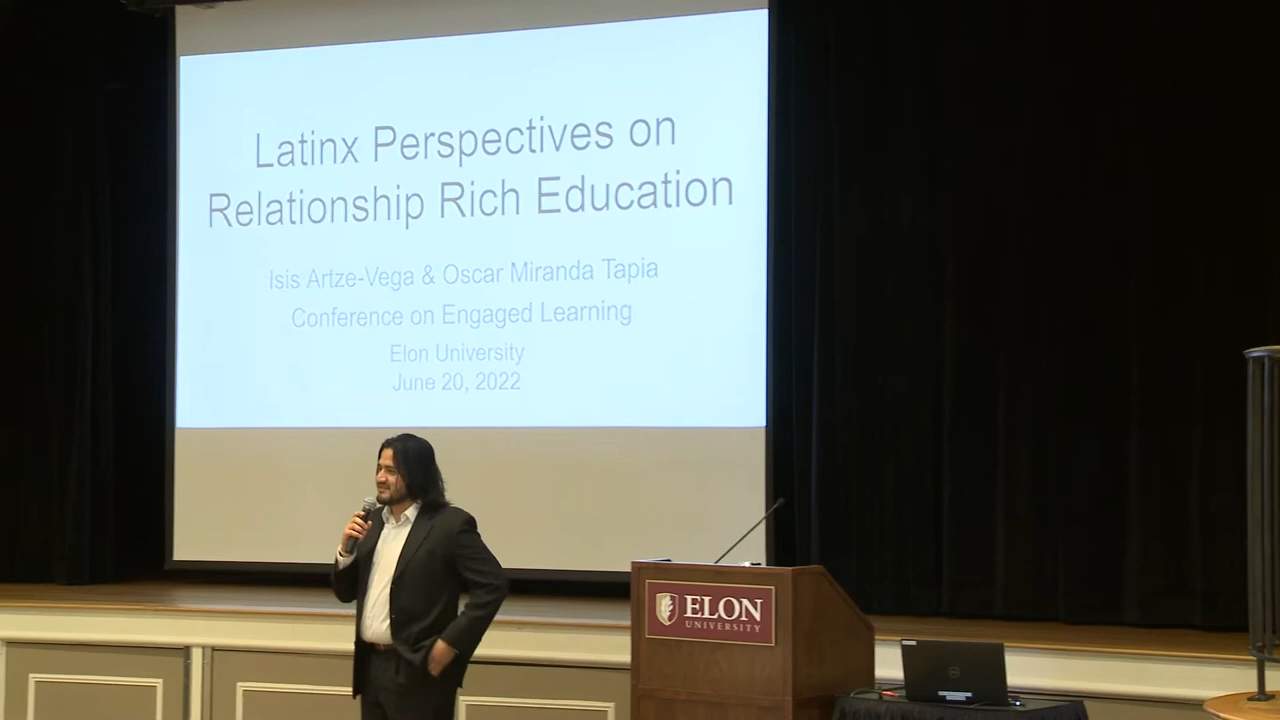 Latinx Perspectives on
Relationship Rich Education
Isis Artze-Vega & Oscar Miranda Tapia
Conference on Engaged Learning
Elon University
June 20, 2022
ELON
UNIVERSITY
DELL